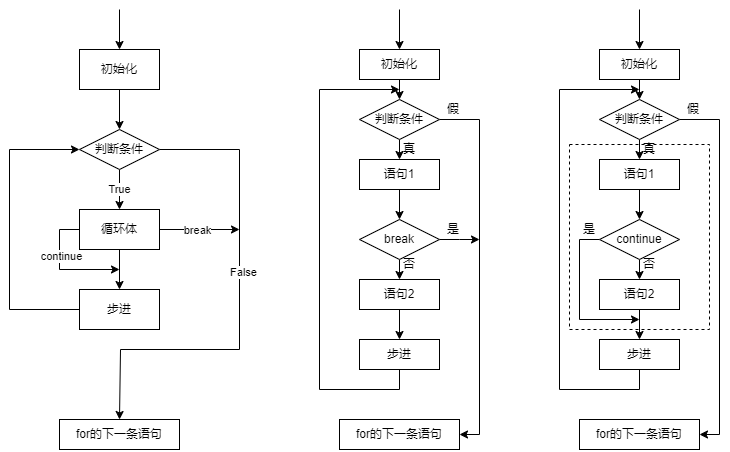 初始化
判断条件
True
循环体
break
continue
False
步进
for的下一条语句
初始化
判断条件
假
真
语句1
break
是
否
语句2
步进
for的下一条语句
初始化
判断条件
假
真
语句1
是
continue
否
语句2
步进
for的下一条语句